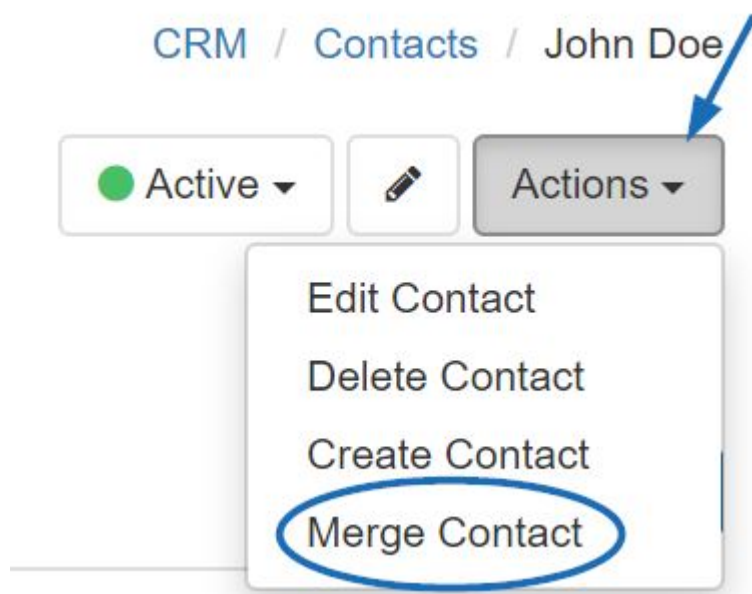 CRM / Contacts / John Doe
Active Actions
Edit Contact
Delete Contact
Create Contact
Merge Contact